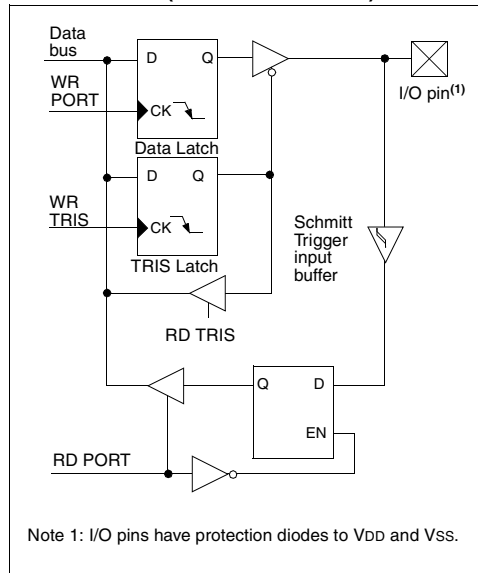 Data
bus
D
Q
WR
PORT
CK
I/O pin(1)
Data Latch
D
Q
WR
TRIS
CK
Schmitt
Trigger
input
buffer
TRIS Latch
RD TRIS
Q
D
EN
RD PORT
Note 1: I/O pins have protection diodes to VDD and VSS.